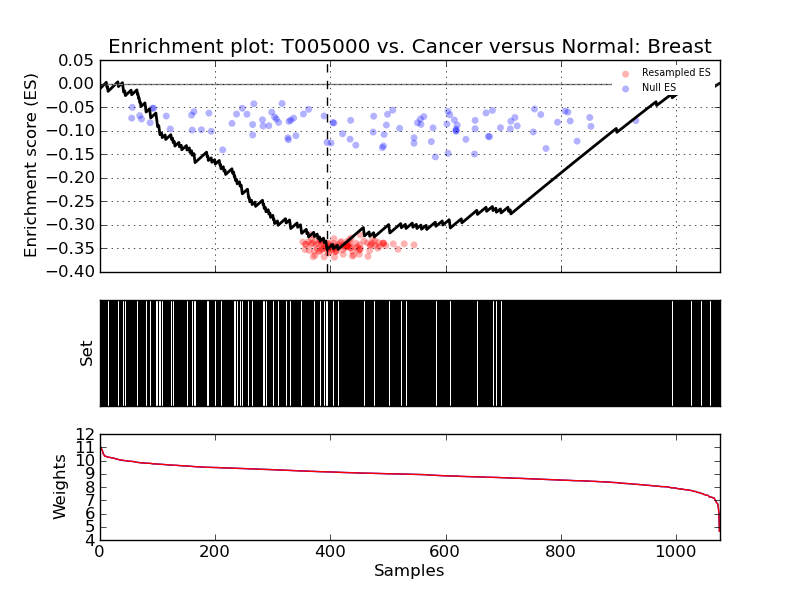 Enrichment plot: T005000 vs. Cancer versus Normal: Breast
Enrichment score (ES)
0.05
0.00
−0.05
−0.10
−0.15
−0.20
−0.25
−0.30
−0.35
−0.40
Resampled ES
Null ES
Set
Weights
12
11
10
9
8
7
6
5
4
0 200 400 600 800 1000
Samples